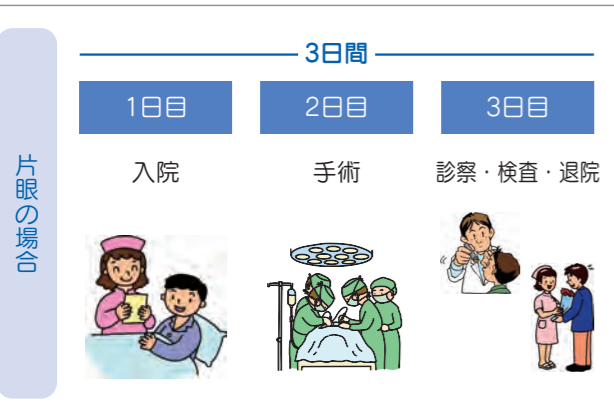 片眼の場合
3日間
1日目
2日目
3日目
入院
手術
診察・検査・退院